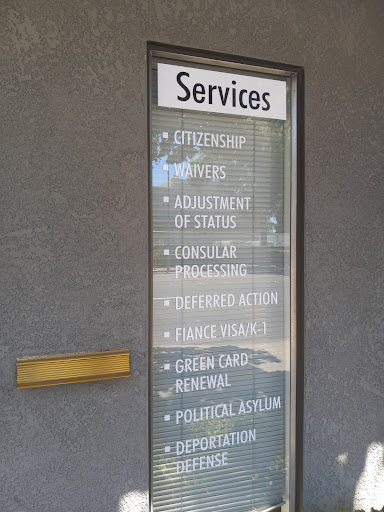 Services
▪ CITIZENSHIP
▪ WAIVERS
▪ ADJUSTMENT
OF STATUS
▪ CONSULAR
PROCESSING
▪ DEFERRED ACTION
▪ FIANCE VISA/K-1
▪ GREEN CARD
RENEWAL
▪ POLITICAL ASYLUM
▪ DEPORTATION
DEFENSE